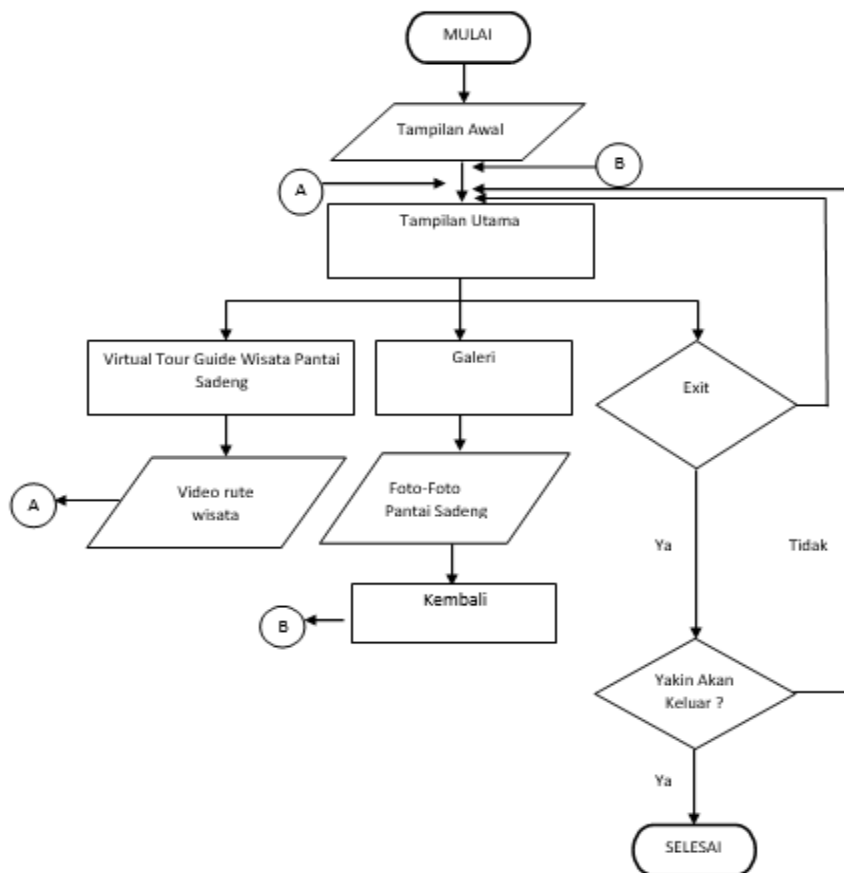 MULAI
Tampilan Awal
B
A
Tampilan Utama
Virtual Tour Guide Wisata Pantai
Sadeng
Galeri
Exit
Video rute
wisata
A
Foto-Foto
Pantai Sadeng
Ya
Tidak
Kembali
B
Yakin Akan
Keluar ?
Ya
SELESAI